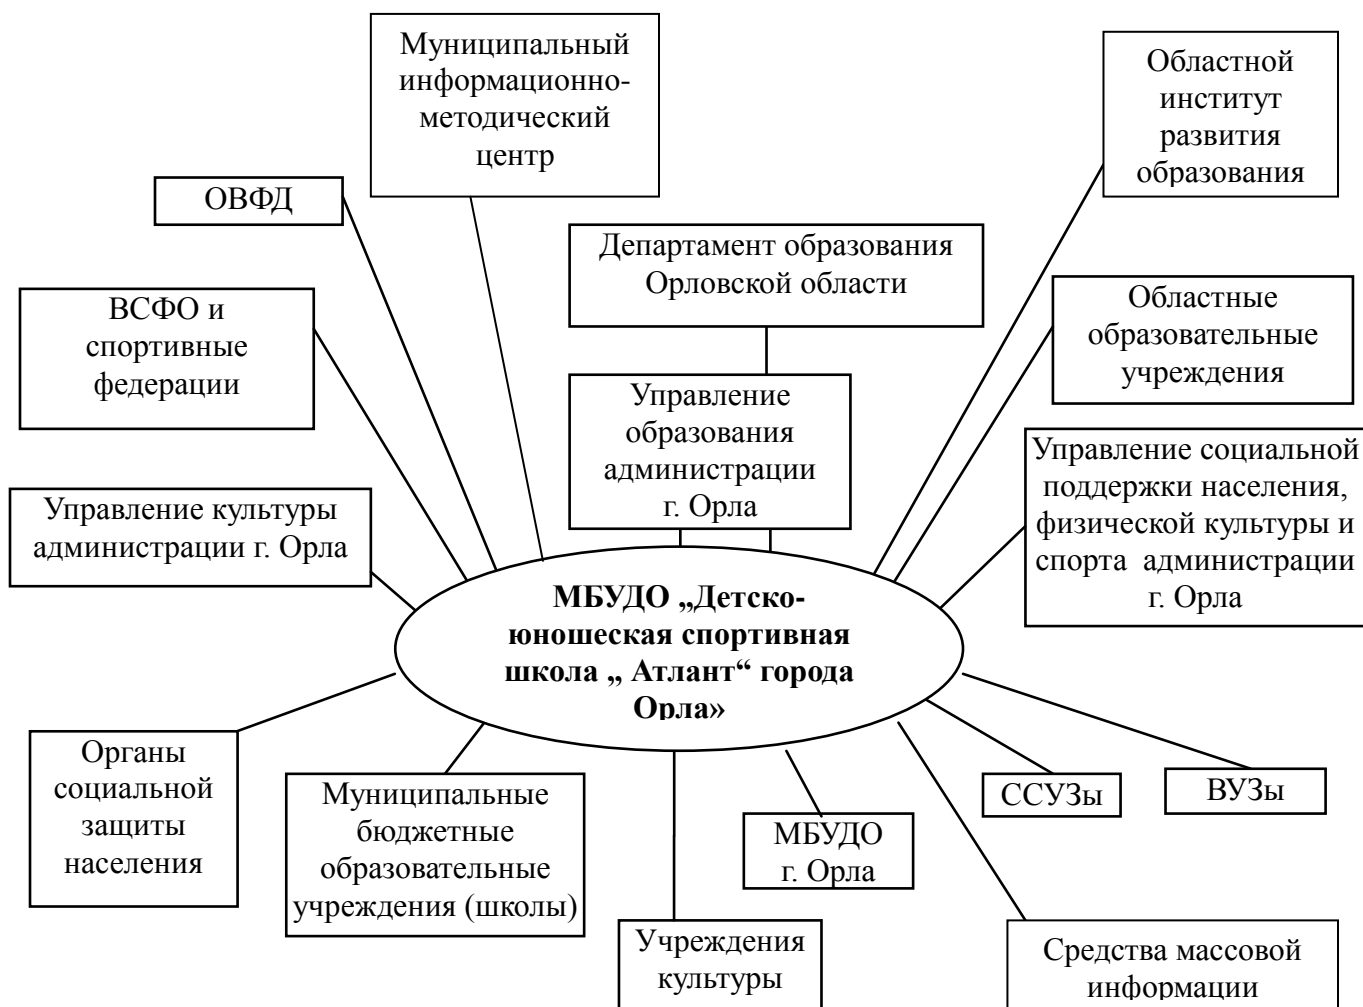 Муниципальный
информационно-
методический
центр
Областной
институт
развития
образования
ОВФД
Департамент образования
Орловской области
ВСФО и
спортивные
федерации
Областные
образовательные
учреждения
Управление
образования
администрации
г. Орла
Управление социальной
поддержки населения,
физической культуры и
спорта администрации
г. Орла
Управление культуры
администрации г. Орла
МБУДО „Детско-
юношеская спортивная
школа „ Атлант“ города
Орла»
Органы
социальной
защиты
населения
Муниципальные
бюджетные
образовательные
учреждения (школы)
Учреждения
культуры
МБУДО
г. Орла
ССУЗы
ВУЗы
Средства массовой
информации